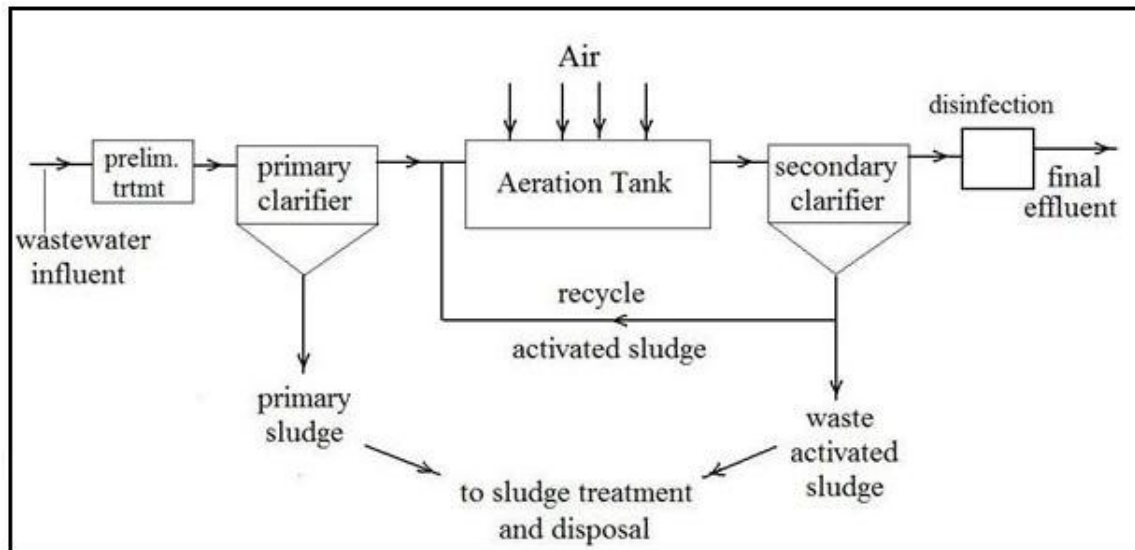 Air
disinfection
prelim.
trtmt
primary
clarifier
Aeration Tank
secondary
clarifier
final
effluent
wastewater
influent
recycle
activated sludge
primary
sludge
waste
activated
sludge
to sludge treatment
and disposal